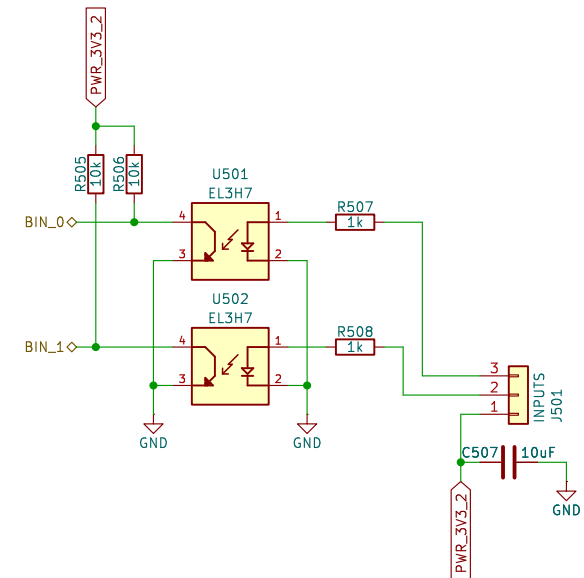 PWR_3V3_2
R505
10k
R506
10k
U501
EL3H7
BIN_0
4
3
1
2
R507
1k
U502
EL3H7
BIN_1
4
3
1
2
R508
1k
GND
GND
3
2
1
INPUTS
J501
C507
10uF
GND
PWR_3V3_2